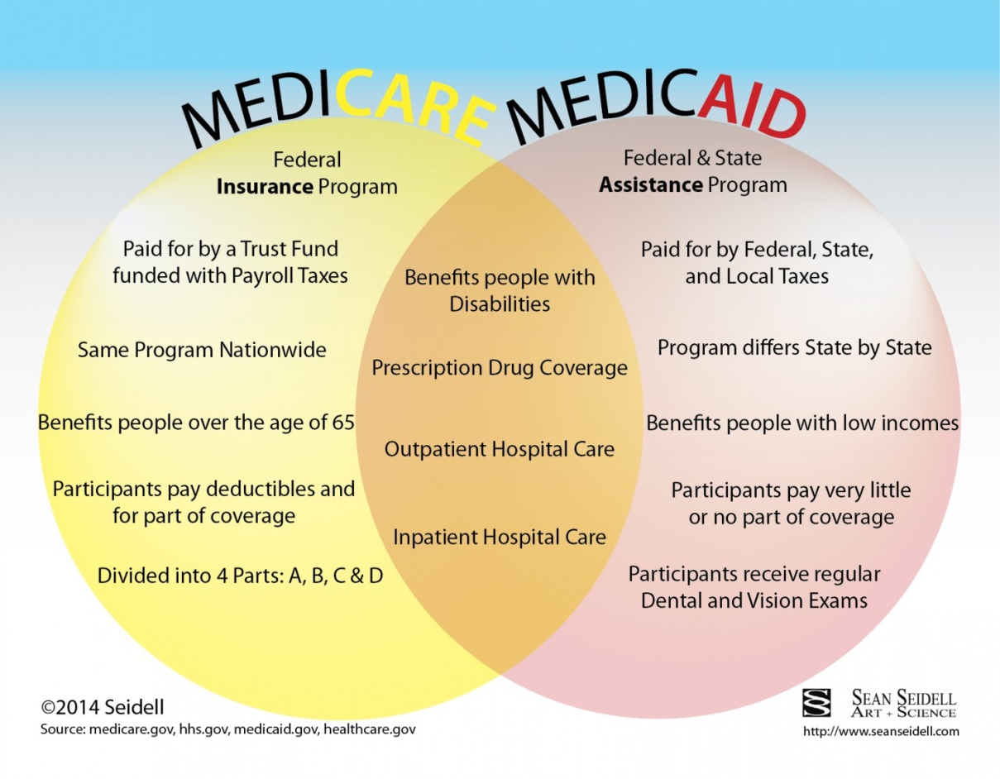 MEDICARE MEDICAID
Federal
Insurance Program
Paid for by a Trust Fund
funded with Payroll Taxes
Same Program Nationwide
Benefits people over the age of 65
Participants pay deductibles and
for part of coverage
Divided into 4 Parts: A, B, C & D
Benefits people with
Disabilities
Prescription Drug Coverage
Outpatient Hospital Care
Inpatient Hospital Care
Federal & State
Assistance Program
Paid for by Federal, State,
and Local Taxes
Program differs State by State
Benefits people with low incomes
Participants pay very little
or no part of coverage
Participants receive regular
Dental and Vision Exams
©2014 Seidell
Source: medicare.gov, hhs.gov, medicaid.gov, healthcare.gov
SEAN SEIDELL
ART + SCIENCE
http://www.seanseidell.com